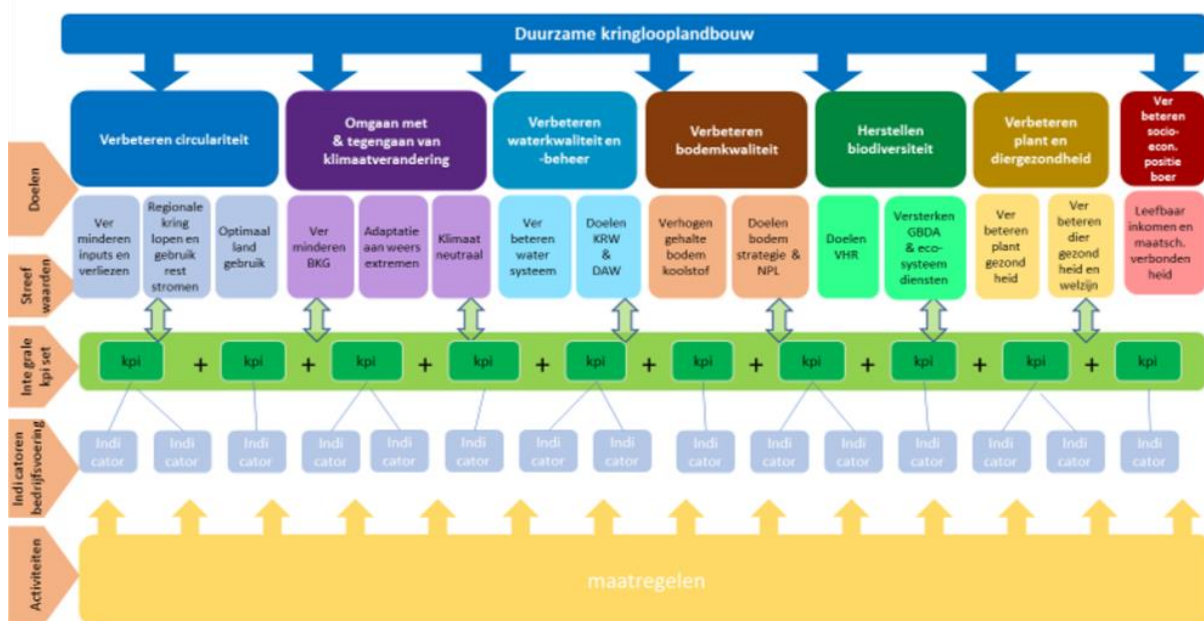 Duurzame kringlooplandbouw
Doelen
Verbeteren circulariteit
Omgaan met
& tegengaan van
klimaatverandering
Verbeteren
waterkwaliteit en
-beheer
Verbeteren
bodemkwaliteit
Herstellen
biodiversiteit
Verbeteren
plant en
diergezondheid
Ver
beteren
socio-
econ.
positie
boer
Streef
waarden
Ver
minderen
inputs en
verliezen
Regionale
kring
lopen en
gebruik
rest
stromen
Optimaal
land
gebruik
Ver
minderen
BKG
Adaptatie
aan weers
extremen
Klimaat
neutraal
Ver
beteren
water
systeem
Doelen
KRW
&
DAW
Verhogen
gehalte
bodem
koolstof
Doelen
bodem
strategie &
NPL
Doelen
VHR
Versterken
GBDA
& eco-
systeem
diensten
Ver
beteren
plant
gezond
heid
Ver
beteren
dier
gezond
heid en
welzijn
Leefbaar
inkomen en
maatsch.
verbonden
heid
Integrale
kpi set
kpi + kpi + kpi + kpi + kpi + kpi + kpi + kpi + kpi + kpi
Indicatoren
bedrijfsvoering
Indi
cator
Indi
cator
Indi
cator
Indi
cator
Indi
cator
Indi
cator
Indi
cator
Indi
cator
Indi
cator
Indi
cator
Indi
cator
Indi
cator
Indi
cator
Indi
cator
Indi
cator
Activiteiten
maatregelen